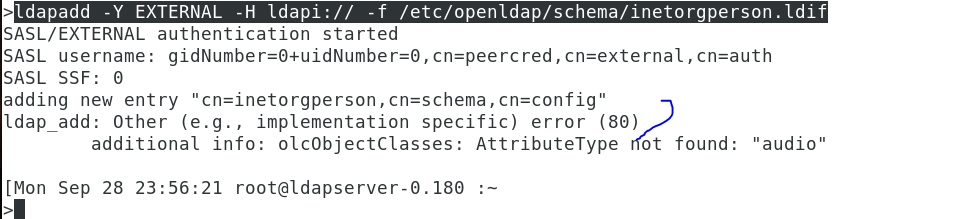 >ldapadd -Y EXTERNAL -H ldapi:// -f /etc/openldap/schema/inetorgperson.ldif
SASL/EXTERNAL authentication started
SASL username: gidNumber=0+uidNumber=0,cn=peercred,cn=external,cn=auth
SASL SSF: 0
adding new entry "cn=inetorgperson,cn=schema,cn=config"
ldap_add: Other (e.g., implementation specific) error (80)
        additional info: olcObjectClasses: AttributeType not found: "audio"
[Mon Sep 28 23:56:21 root@ldapserver-0.180 :~
>